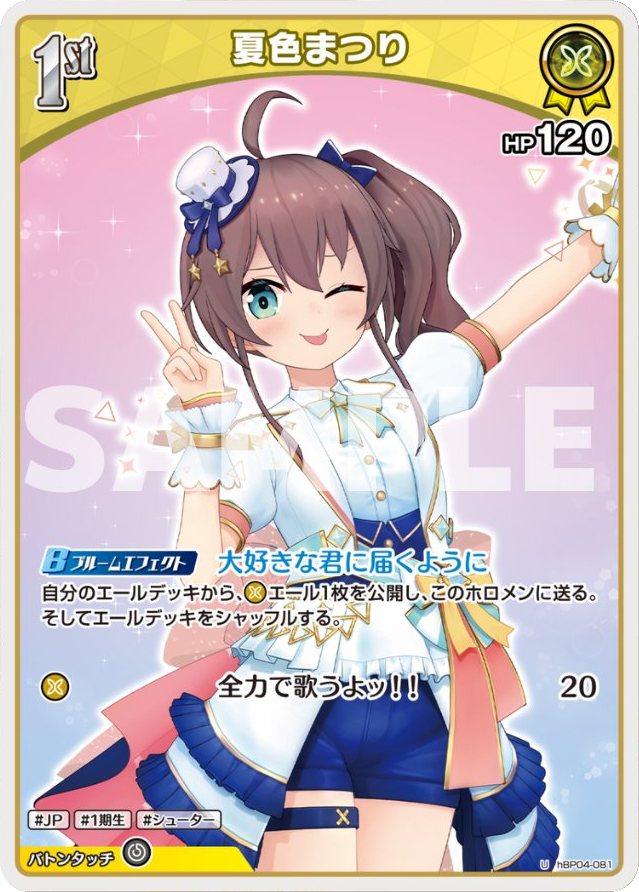 1st
夏色まつり
HP120
SAMPLE
Bブルームエフェクト 大好きな君に届くように
自分のエールデッキから、エール1枚を公開し、このホロメンに送る。
そしてエールデッキをシャッフルする。
全力で歌うよッ!! 20
#JP #1期生 #シューター
バトンタッチ
U hBP04-081